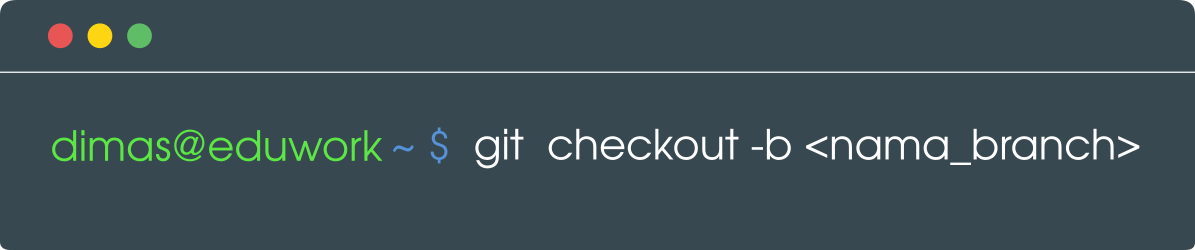 dimas@eduwork ~ $ git checkout -b <nama_branch>